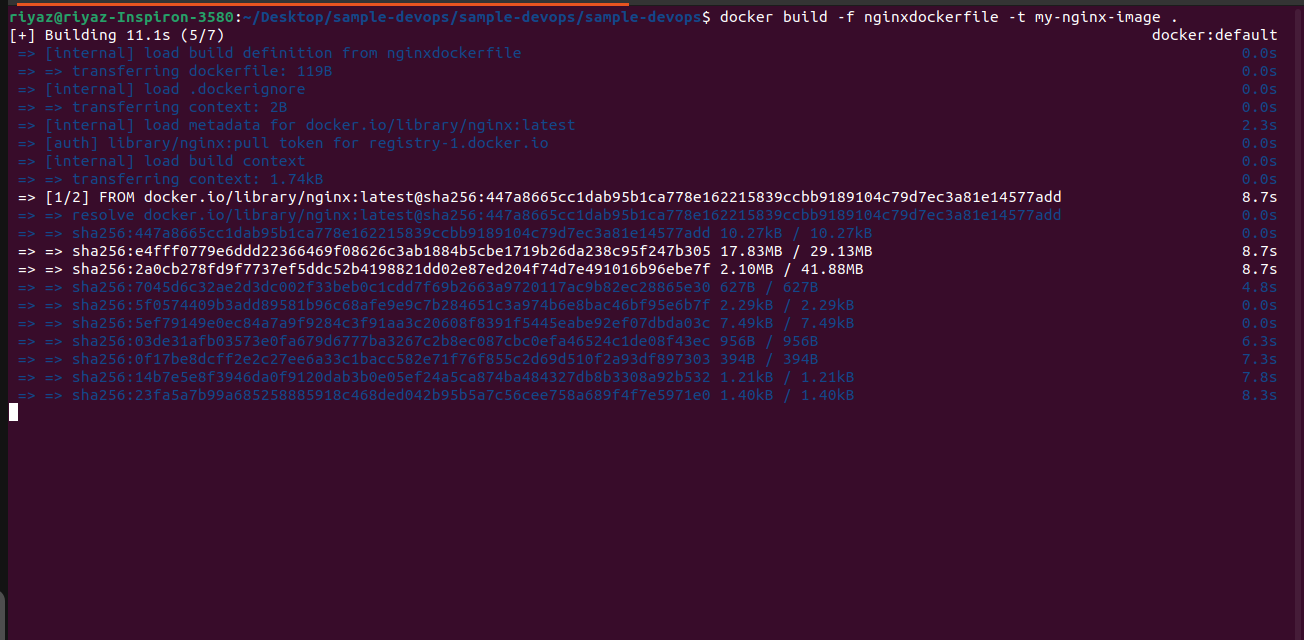 riyaz@riyaz-Inspiron-3580:~/Desktop/sample-devops/sample-devops/sample-devops$ docker build -f nginxdockerfile -t my-nginx-image .
[+] Building 11.1s (5/7) docker:default
=> [internal] load build definition from nginxdockerfile 0.0s
=> => transferring dockerfile: 119B 0.0s
=> [internal] load .dockerignore 0.0s
=> => transferring context: 2B 0.0s
=> [internal] load metadata for docker.io/library/nginx:latest 2.3s
=> [auth] library/nginx:pull token for registry-1.docker.io 0.0s
=> [internal] load build context 0.0s
=> => transferring context: 1.74kB 0.0s
=> [1/2] FROM docker.io/library/nginx:latest@sha256:447a8665cc1dab95b1ca778e162215839ccbb9189104c79d7ec3a81e14577add 8.7s
=> => resolve docker.io/library/nginx:latest@sha256:447a8665cc1dab95b1ca778e162215839ccbb9189104c79d7ec3a81e14577add 0.0s
=> => sha256:447a8665cc1dab95b1ca778e162215839ccbb9189104c79d7ec3a81e14577add 10.27kB / 10.27kB 0.0s
=> => sha256:e4fff0779e6ddd22366469f08626c3ab1884b5cbe1719b26da238c95f247b305 17.83MB / 29.13MB 8.7s
=> => sha256:2a0cb278fd9f7737ef5ddc52b4198821dd02e87ed204f74d7e491016b96ebe7f 2.10MB / 41.88MB 8.7s
=> => sha256:7045d6c32ae2d3dc002f33beb0c1cdd7f69b2663a9720117ac9b82ec28865e30 627B / 627B 4.8s
=> => sha256:5f0574409b3add89581b96c68afe9e9c7b284651c3a974b6e8bac46bf95e6b7f 2.29kB / 2.29kB 0.0s
=> => sha256:5ef79149e0ec84a7a9f9284c3f91aa3c20608f8391f5445eabe92ef07dbda03c 7.49kB / 7.49kB 0.0s
=> => sha256:03de31afb03573e0fa679d6777ba3267c2b8ec087cbc0efa46524c1de08f43ec 956B / 956B 6.3s
=> => sha256:0f17be8dcff2e2c27ee6a33c1bacc582e71f76f855c2d69d510f2a93df897303 394B / 394B 7.3s
=> => sha256:14b7e5e8f3946da0f9120dab3b0e05ef24a5ca874ba484327db8b3308a92b532 1.21kB / 1.21kB 7.8s
=> => sha256:23fa5a7b99a685258885918c468ded042b95b5a7c56cee758a689f4f7e5971e0 1.40kB / 1.40kB 8.3s